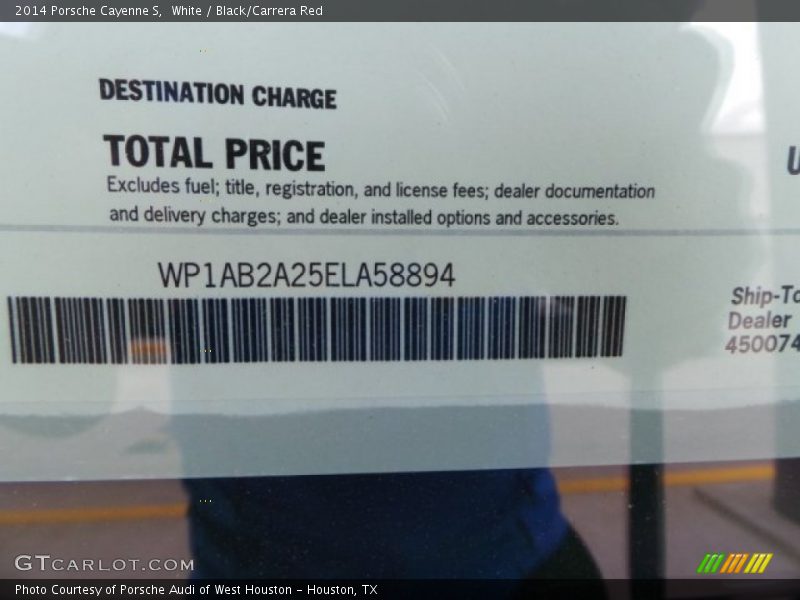 2014 Porsche Cayenne S, White / Black/Carrera Red
DESTINATION CHARGE
TOTAL PRICE
Excludes fuel; title, registration, and license fees; dealer documentation
and delivery charges; and dealer installed options and accessories.
WP1AB2A25ELA58894
Ship-To
Dealer
450074
GTCARLOT.COM
Photo Courtesy of Porsche Audi of West Houston - Houston, TX